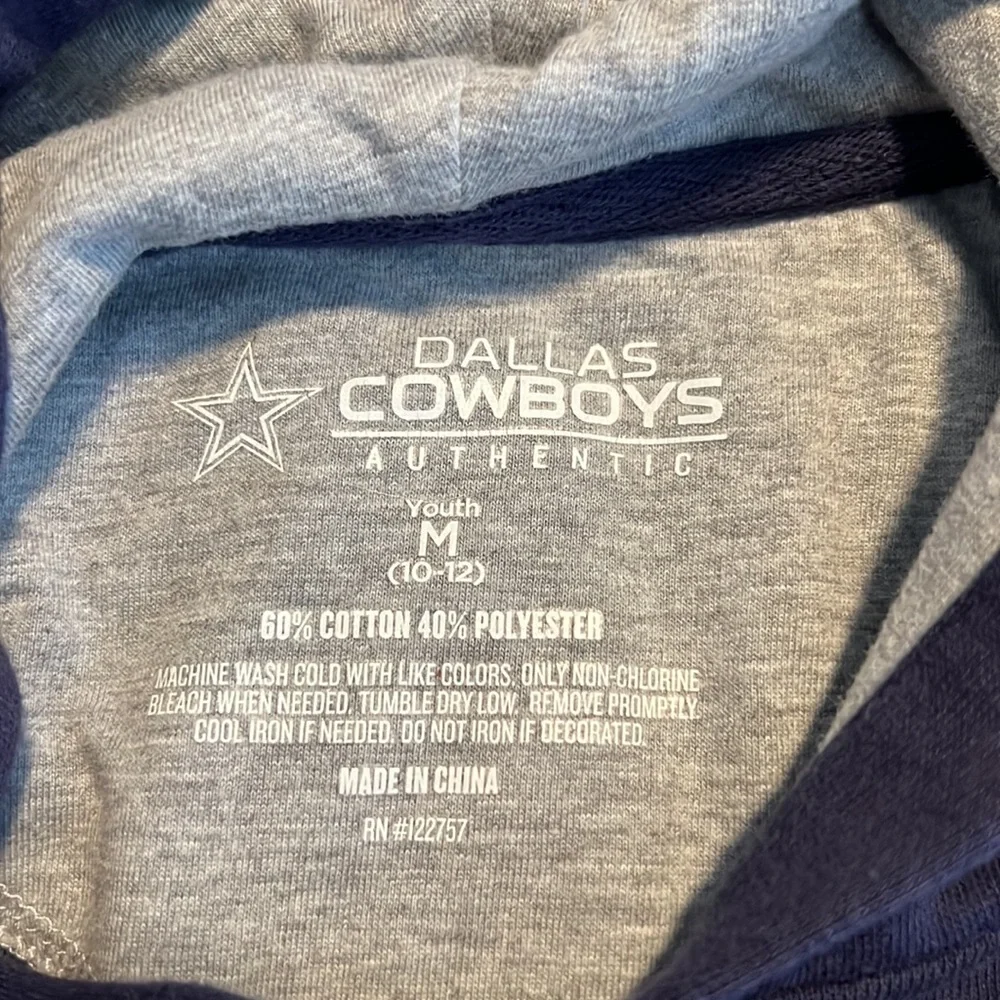 DALLAS
COWBOYS
AUTHENTIC
Youth
M
(10-12)
60% COTTON 40% POLYESTER
MACHINE WASH COLD WITH LIKE COLORS. ONLY NON-CHLORINE
BLEACH WHEN NEEDED. TUMBLE DRY LOW. REMOVE PROMPTLY.
COOL IRON IF NEEDED. DO NOT IRON IF DECORATED.
MADE IN CHINA
RN #122757